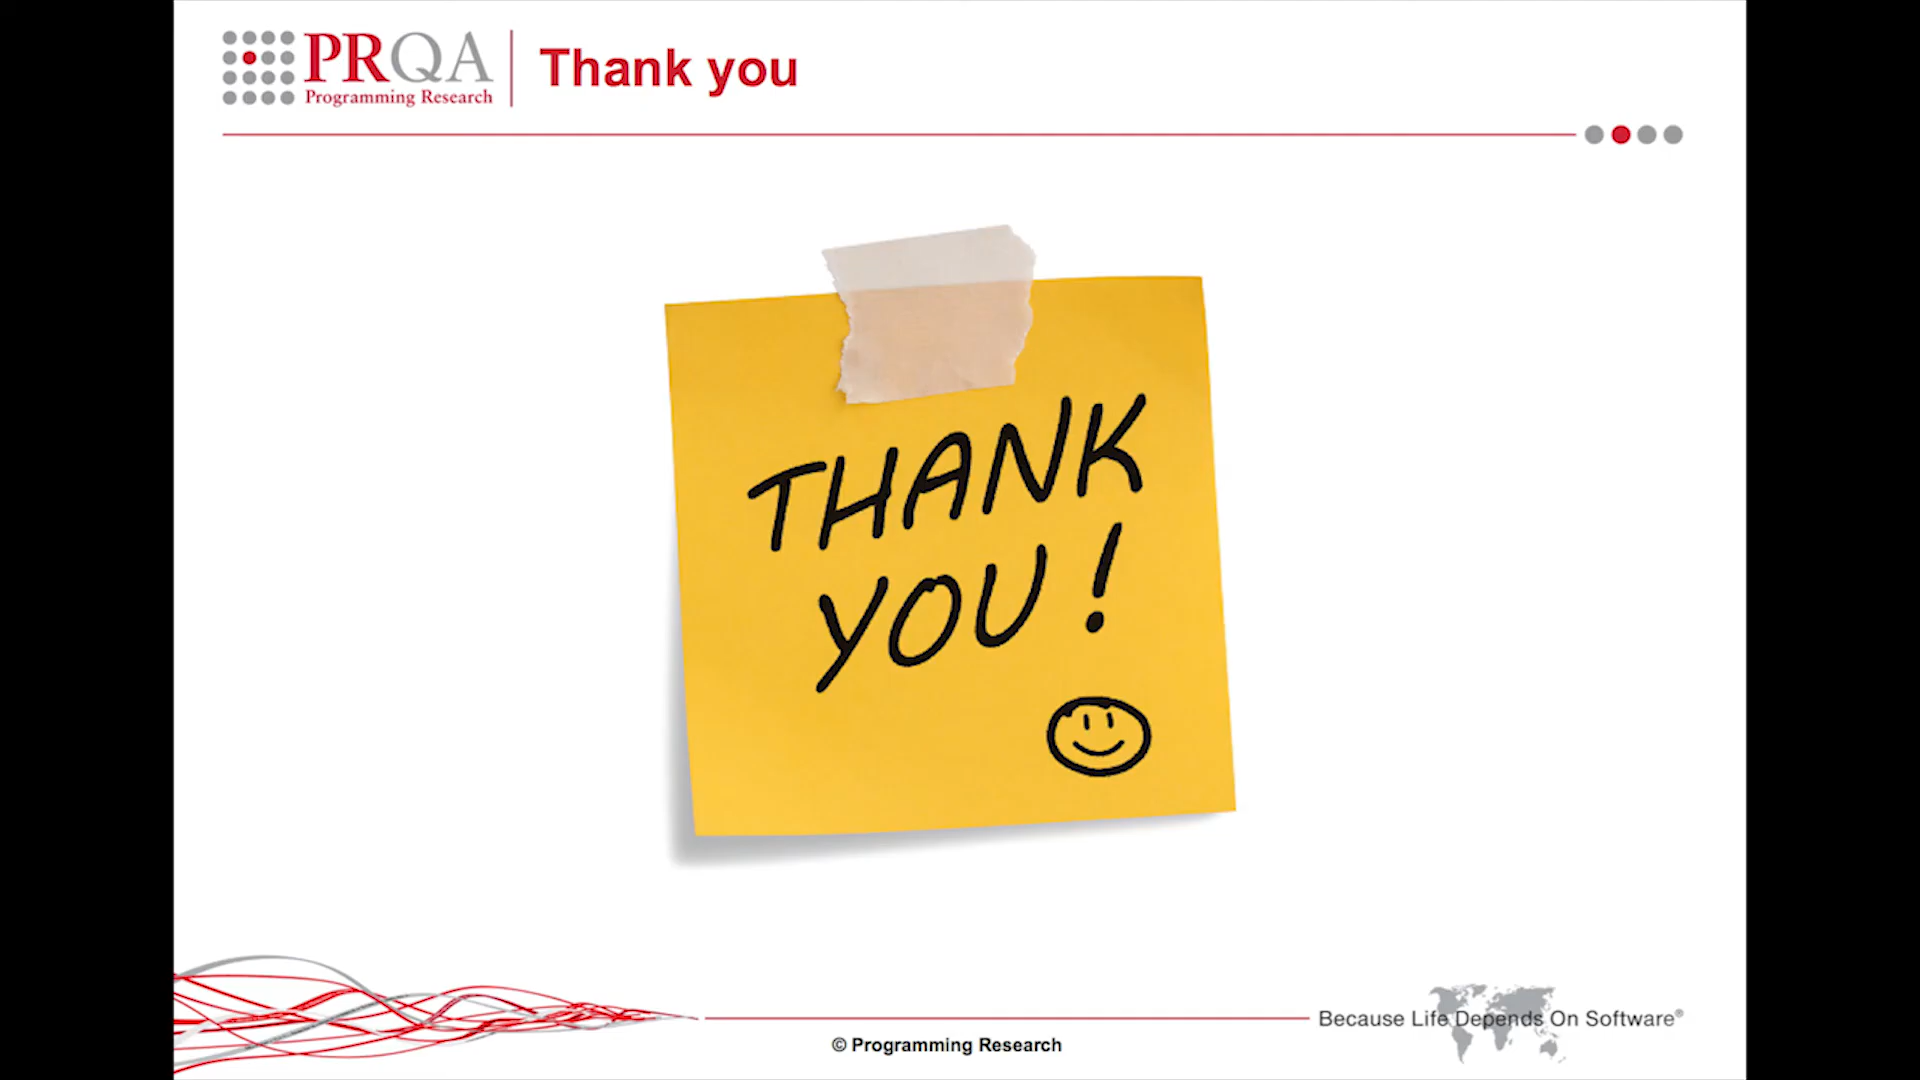 PRQA
Programming Research
Thank you
THANK
YOU!
Because Life Depends On Software®
© Programming Research